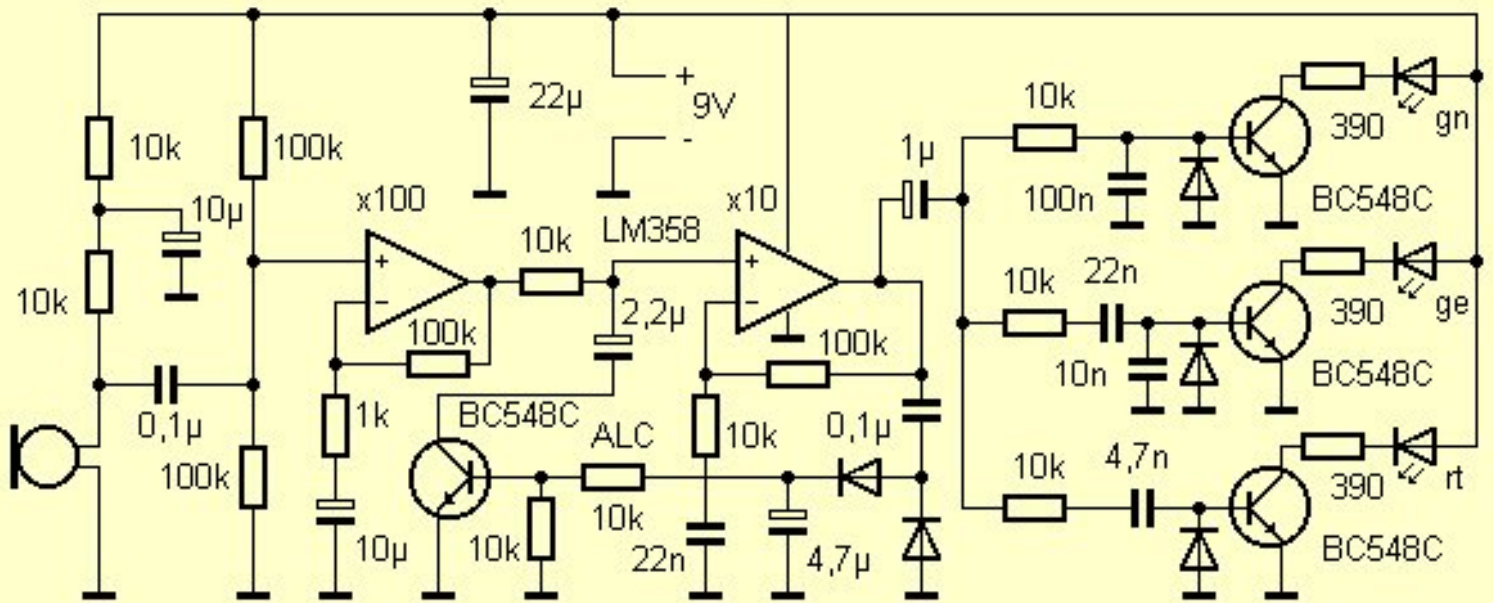 10k
100k
22µ
+
9V
-
10k
10µ
x100
LM358
x10
1µ
100n
390
gn
BC548C
10k
+
−
10k
2,2µ
+
−
10k
22n
10n
390
ge
BC548C
100k
100k
0,1µ
1k
BC548C
ALC
10k
0,1µ
100k
10µ
10k
10k
22n
4,7µ
10k
4,7n
390
rt
BC548C